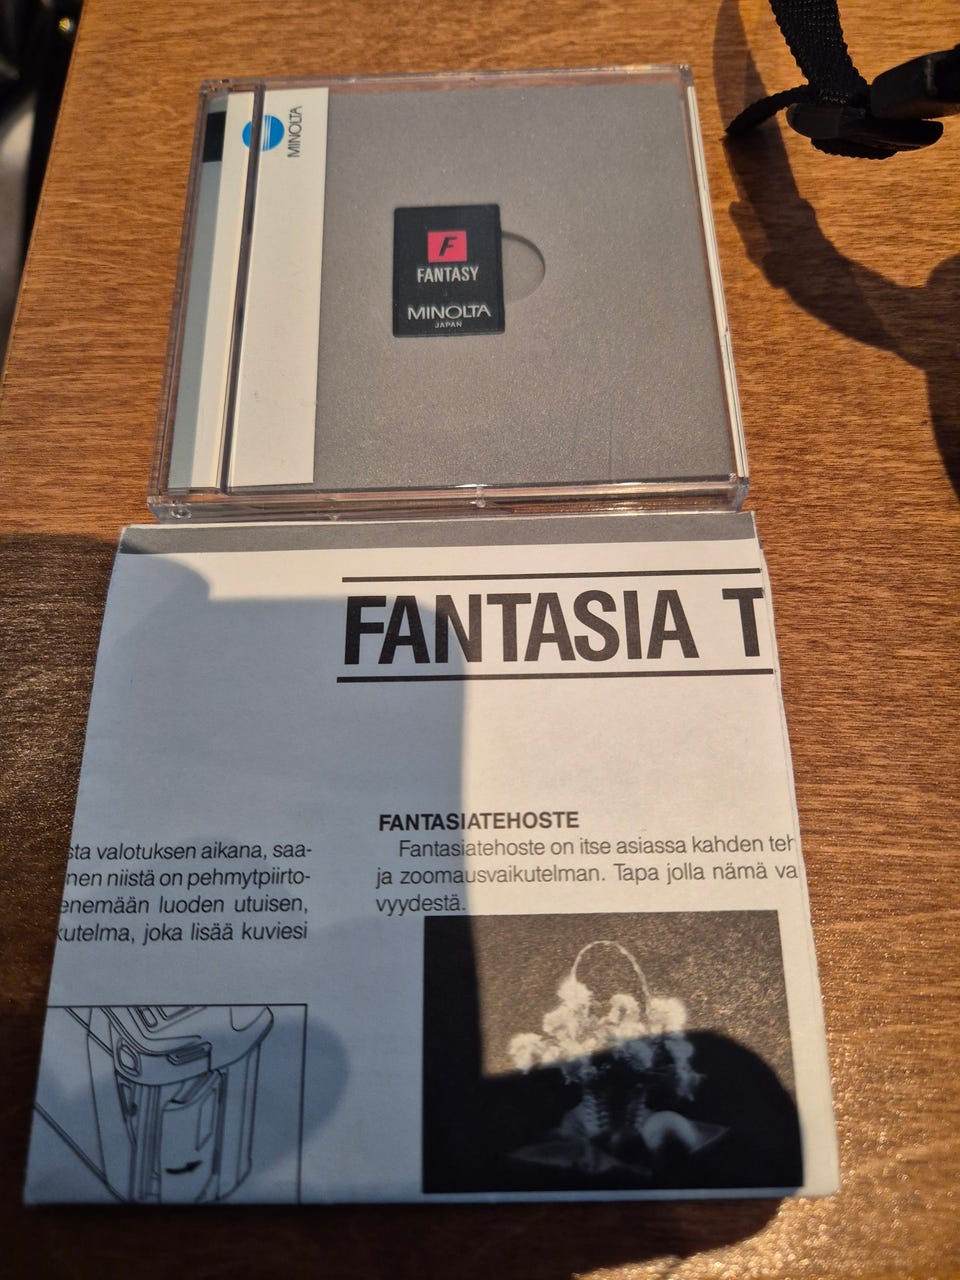 MINOLTA
F
FANTASY
MINOLTA
JAPAN
FANTASIA T
sta valotuksen aikana, saa-
nen niistä on pehmytpiirto-
enemään luoden utuisen,
kutelma, joka lisää kuviesi
FANTASIATEHOSTE
Fantasiatehoste on itse asiassa kahden teh
ja zoomausvaikutelman. Tapa jolla nämä va
vyydestä.